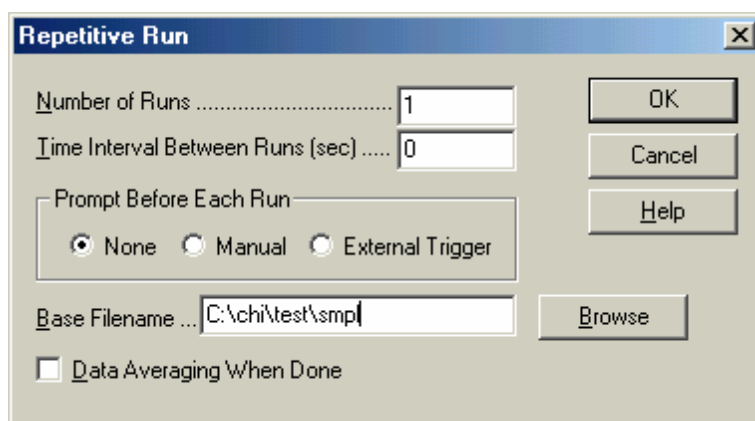 Repetitive Run
Number of Runs ................................. 1
OK
Time Interval Between Runs (sec) ..... 0
Cancel
Prompt Before Each Run
Help
None Manual External Trigger
Base Filename ... C:\chi\test\smpl
Browse
Data Averaging When Done